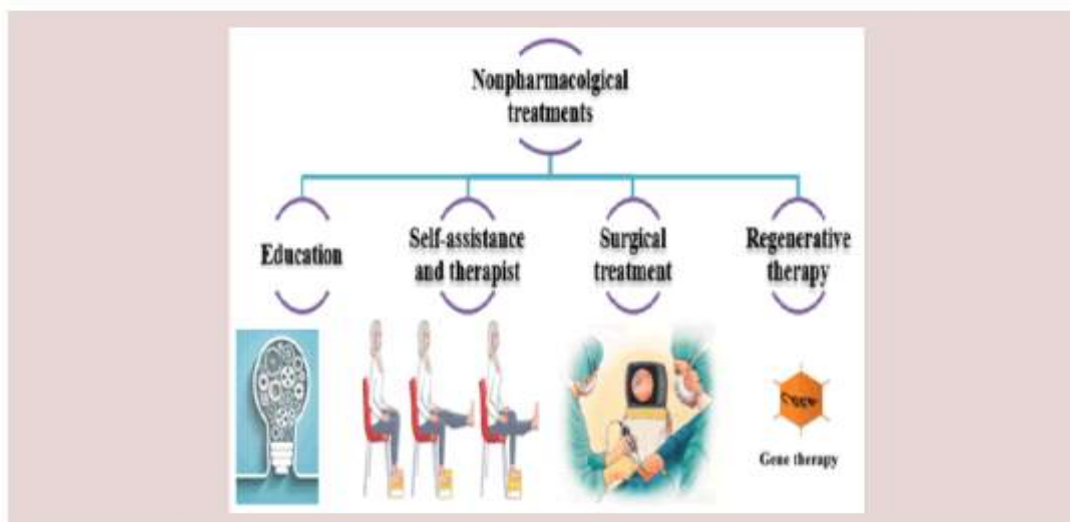 Nonpharmacolgical
treatments
Education
Self-assistance
and therapist
Surgical
treatment
Regenerative
therapy
Gene therapy